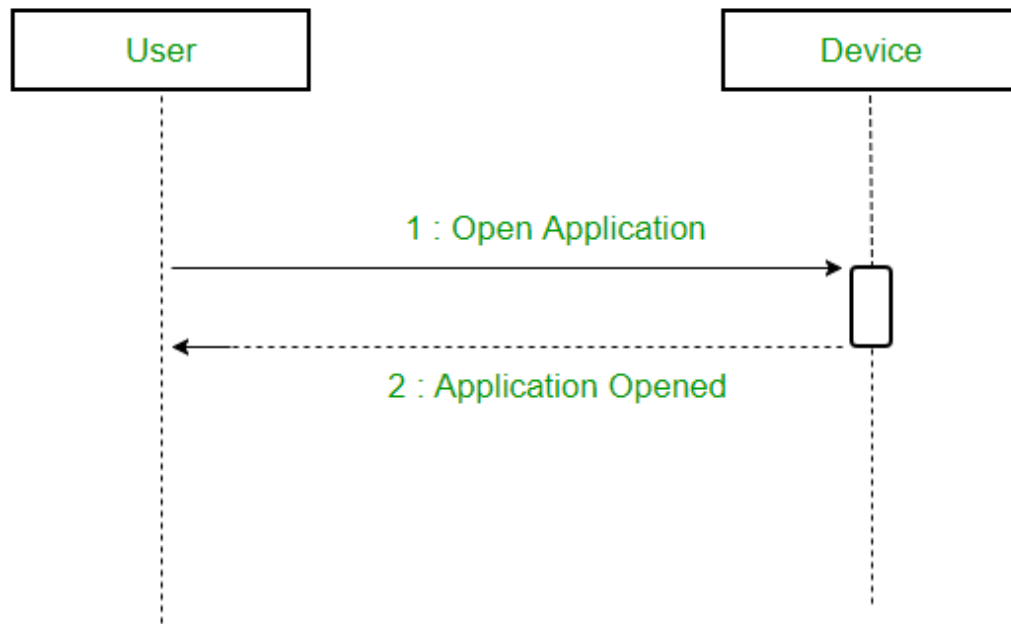 User
Device
1 : Open Application
2 : Application Opened